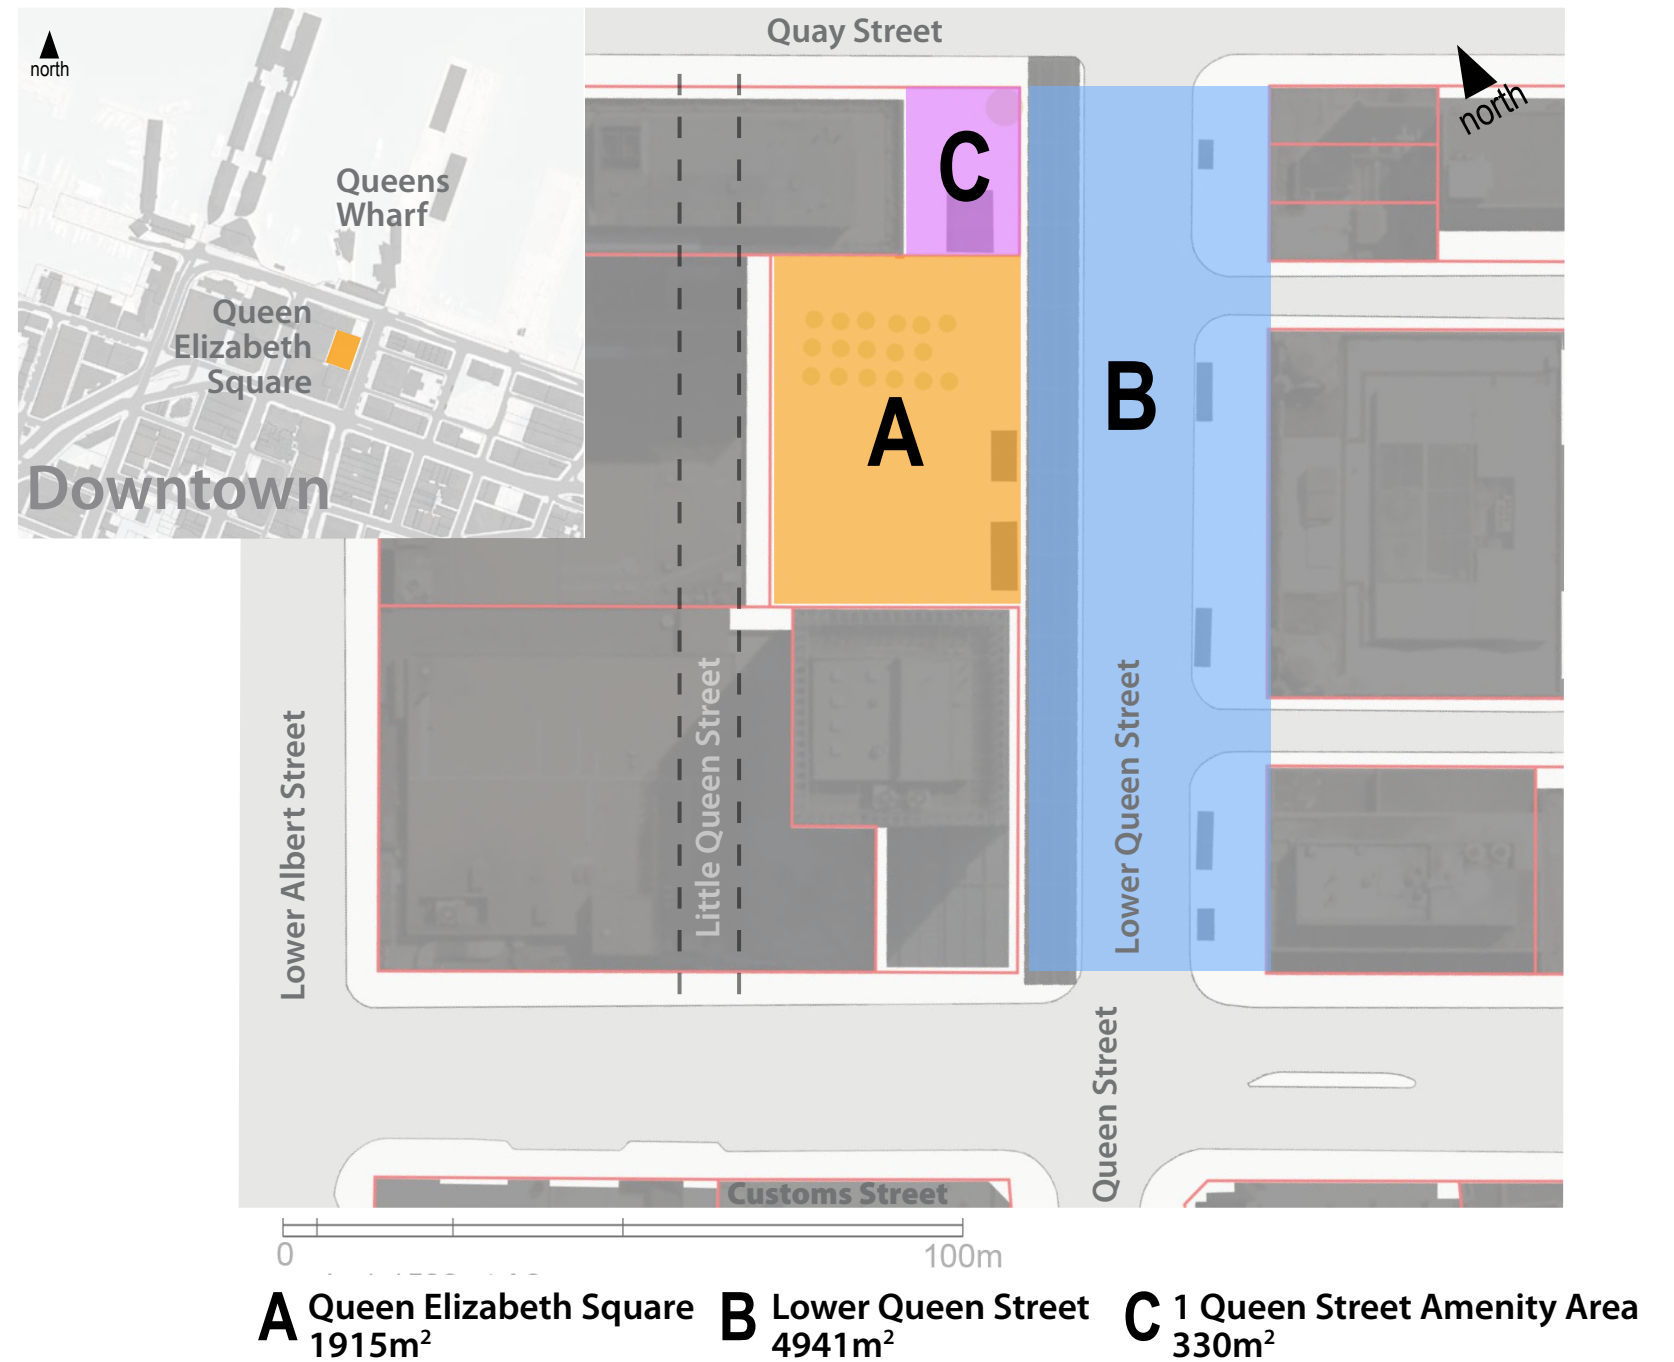 Quay Street
north
north
Queens
Wharf
Queen
Elizabeth
Square
Downtown
C
A
B
Lower Albert Street
Little Queen Street
Lower Queen Street
Queen Street
Customs Street
0
100m
A Queen Elizabeth Square
1915m²
B Lower Queen Street
4941m²
C 1 Queen Street Amenity Area
330m²